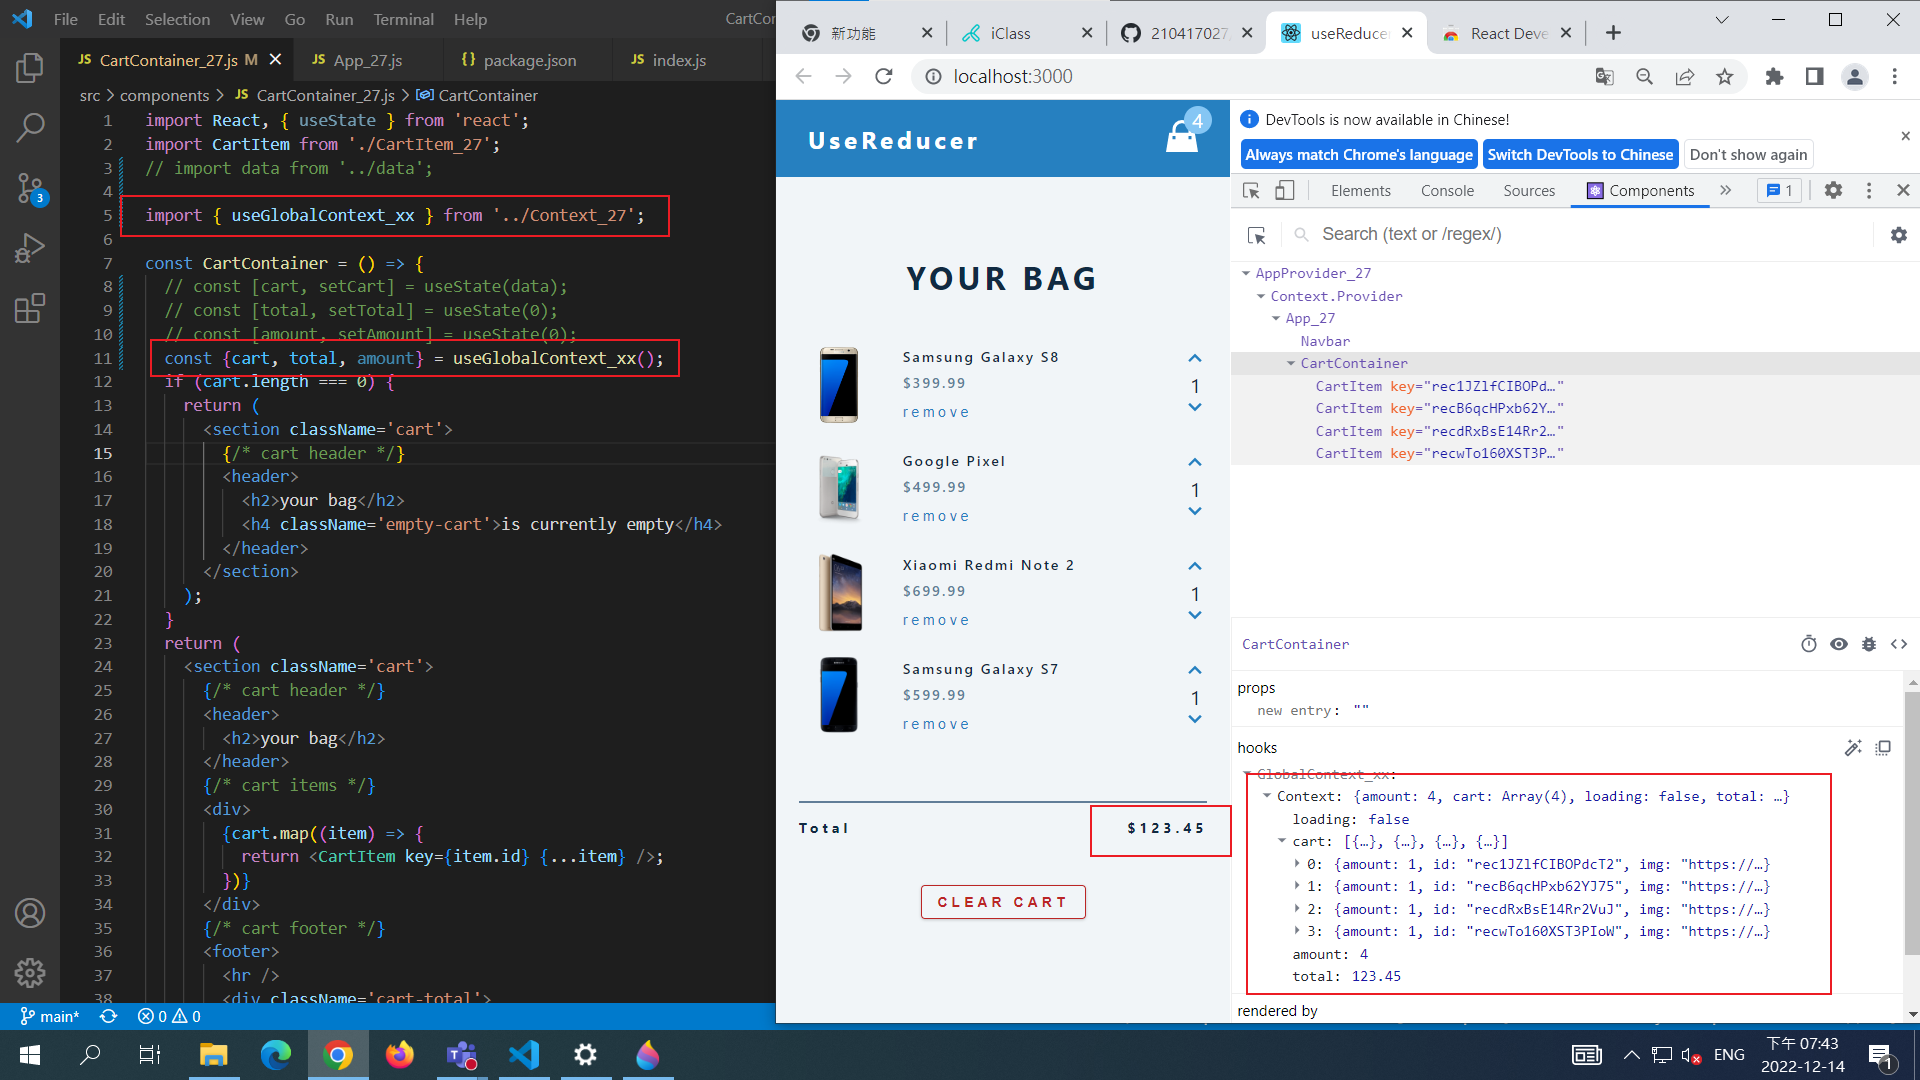 File Edit Selection View Go Run Terminal Help CartCon
JS CartContainer_27.js M
JS App_27.js
{} package.json
JS index.js
src > components > JS CartContainer_27.js > CartContainer
1 import React, { useState } from 'react';
2 import CartItem from './CartItem_27';
3 // import data from '../data';
4
5 import { useGlobalContext_xx } from '../Context_27';
6
7 const CartContainer = () => {
8 // const [cart, setCart] = useState(data);
9 // const [total, setTotal] = useState(0);
10 // const [amount, setAmount] = useState(0);
11 const {cart, total, amount} = useGlobalContext_xx();
12 if (cart.length === 0) {
13 return (
14 <section className='cart'>
15 {/* cart header */}
16 <header>
17 <h2>your bag</h2>
18 <h4 className='empty-cart'>is currently empty</h4>
19 </header>
20 </section>
21 );
22 }
23 return (
24 <section className='cart'>
25 {/* cart header */}
26 <header>
27 <h2>your bag</h2>
28 </header>
29 {/* cart items */}
30 <div>
31 {cart.map((item) => {
32 return <CartItem key={item.id} {...item} />;
33 })}
34 </div>
35 {/* cart footer */}
36 <footer>
37 <hr />
38 <div className='cart-total'>
3
main* 0 0
新功能
iClass
210417027
useReducer
React Deve
localhost:3000
UseReducer
4
YOUR BAG
Samsung Galaxy S8
$399.99
1
remove
Google Pixel
$499.99
1
remove
Xiaomi Redmi Note 2
$699.99
1
remove
Samsung Galaxy S7
$599.99
1
remove
Total $123.45
CLEAR CART
DevTools is now available in Chinese!
Always match Chrome's language
Switch DevTools to Chinese
Don't show again
Elements Console Sources Components » 1
Search (text or /regex/)
AppProvider_27
Context.Provider
App_27
Navbar
CartContainer
CartItem key="rec1JZlfCIBOPd…"
CartItem key="recB6qcHPxb62Y…"
CartItem key="recdRxBsE14Rr2…"
CartItem key="recwTo160XST3P…"
CartContainer
props
new entry: ""
hooks
GlobalContext_xx:
Context: {amount: 4, cart: Array(4), loading: false, total: …}
loading: false
cart: [{…}, {…}, {…}, {…}]
0: {amount: 1, id: "rec1JZlfCIBOPdcT2", img: "https://…}
1: {amount: 1, id: "recB6qcHPxb62YJ75", img: "https://…}
2: {amount: 1, id: "recdRxBsE14Rr2VuJ", img: "https://…}
3: {amount: 1, id: "recwTo160XST3PIoW", img: "https://…}
amount: 4
total: 123.45
rendered by
ENG
下午 07:43
2022-12-14
1